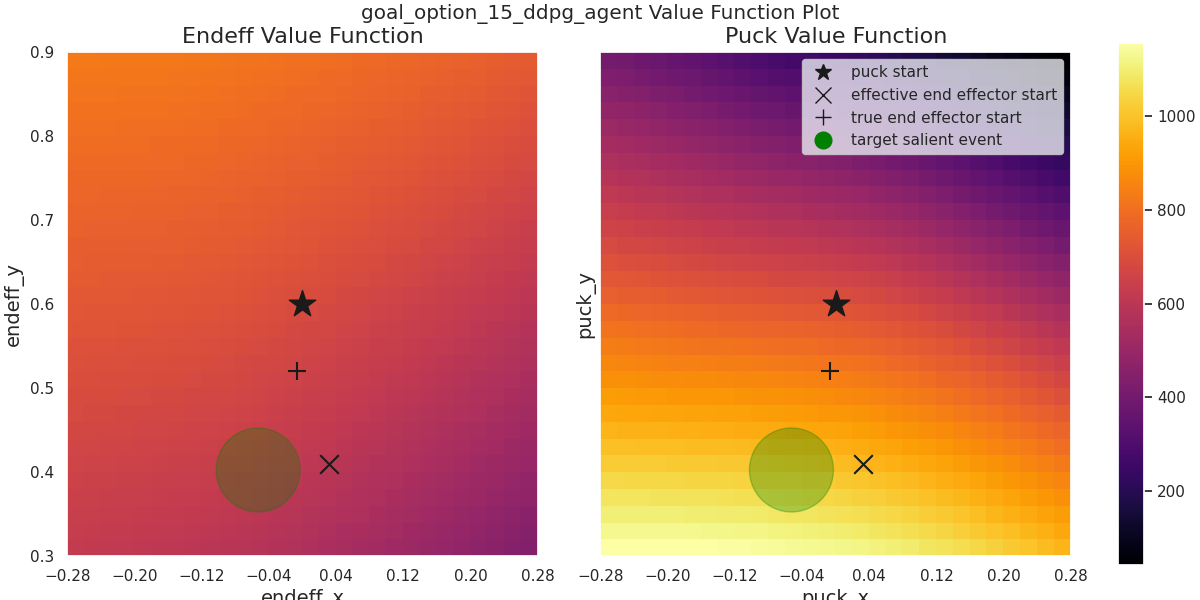 goal_option_15_ddpg_agent Value Function Plot
Endeff Value Function
Puck Value Function
0.9
0.8
0.7
0.6
0.5
0.4
0.3
endeff_y
−0.28
−0.20
−0.12
−0.04
0.04
0.12
0.20
0.28
endeff_x
puck start
effective end effector start
true end effector start
target salient event
puck_y
−0.28
−0.20
−0.12
−0.04
0.04
0.12
0.20
0.28
puck_x
1000
800
600
400
200